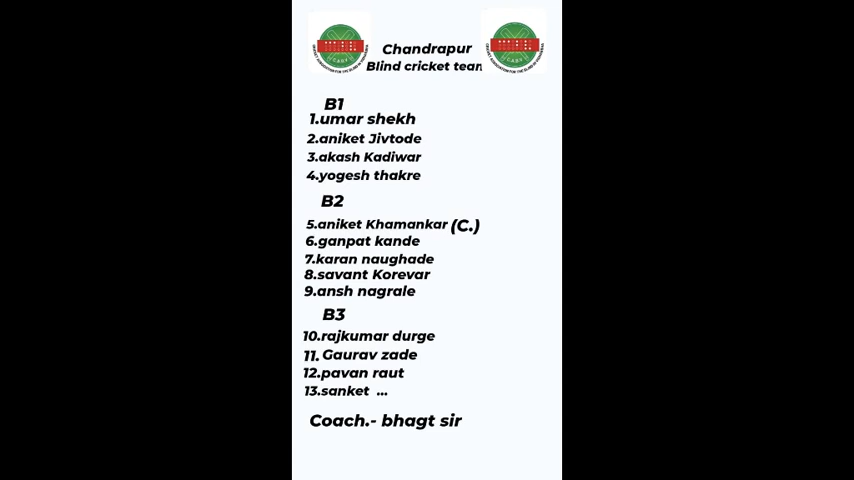 Chandrapur
Blind cricket team
B1
1.umar shekh
2.aniket Jivtode
3.akash Kadiwar
4.yogesh thakre
B2
5.aniket Khamankar (C.)
6.ganpat kande
7.karan naughade
8.savant Korevar
9.ansh nagrale
B3
10.rajkumar durge
11. Gaurav zade
12.pavan raut
13.sanket ...
Coach.- bhagt sir